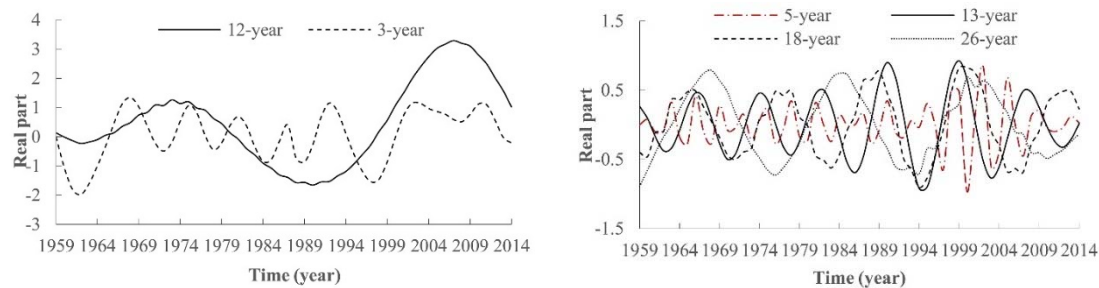 12-year 3-year
4
3
2
1
0
-1
-2
-3
Real part
1959 1964 1969 1974 1979 1984 1989 1994 1999 2004 2009 2014
Time (year)
5-year 13-year
18-year 26-year
1.5
0.5
-0.5
-1.5
Real part
1959 1964 1969 1974 1979 1984 1989 1994 1999 2004 2009 2014
Time (year)